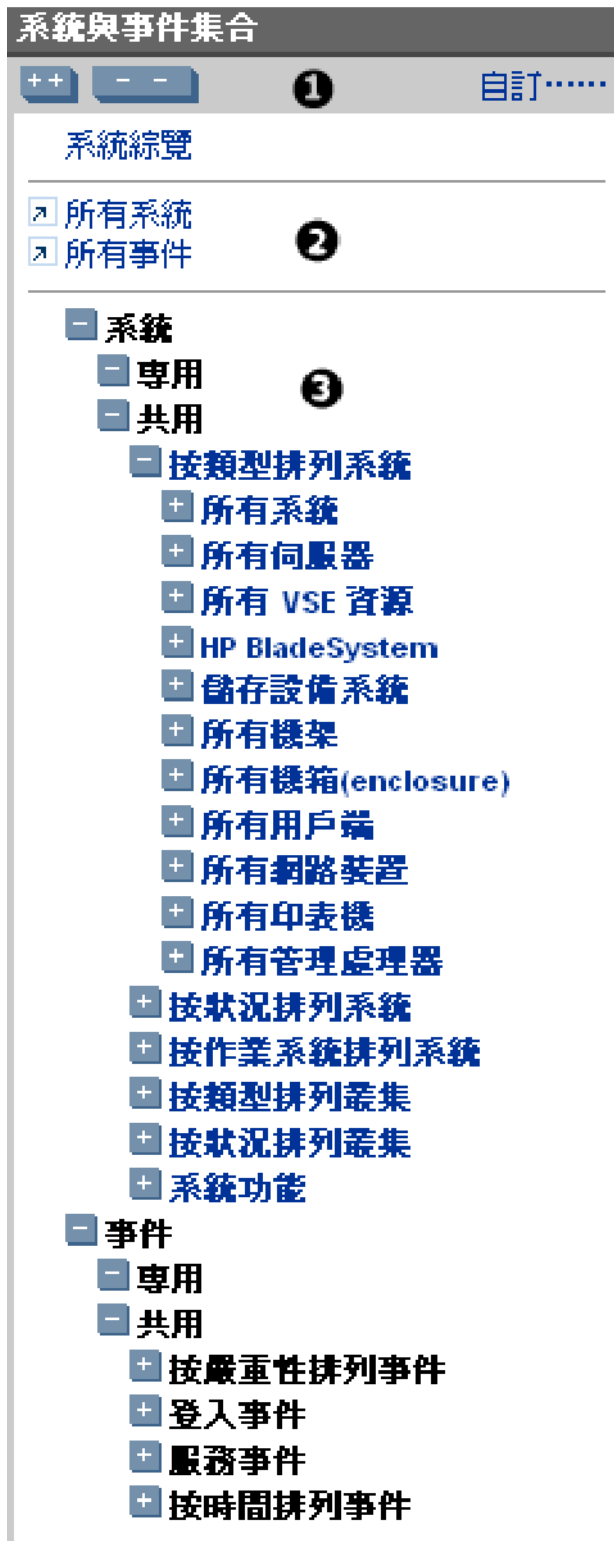 系統與事件集合
++ - - ❶ 自訂……
系統綜覽
所有系統
❷
所有事件
- 系統
- 專用
❸
- 共用
- 按類型排列系統
+ 所有系統
+ 所有伺服器
+ 所有 VSE 資源
+ HP BladeSystem
+ 儲存設備系統
+ 所有機架
+ 所有機箱(enclosure)
+ 所有用戶端
+ 所有網路裝置
+ 所有印表機
+ 所有管理處理器
+ 按狀況排列系統
+ 按作業系統排列系統
+ 按類型排列叢集
+ 按狀況排列叢集
+ 系統功能
- 事件
- 專用
- 共用
+ 按嚴重性排列事件
+ 登入事件
+ 服務事件
+ 按時間排列事件